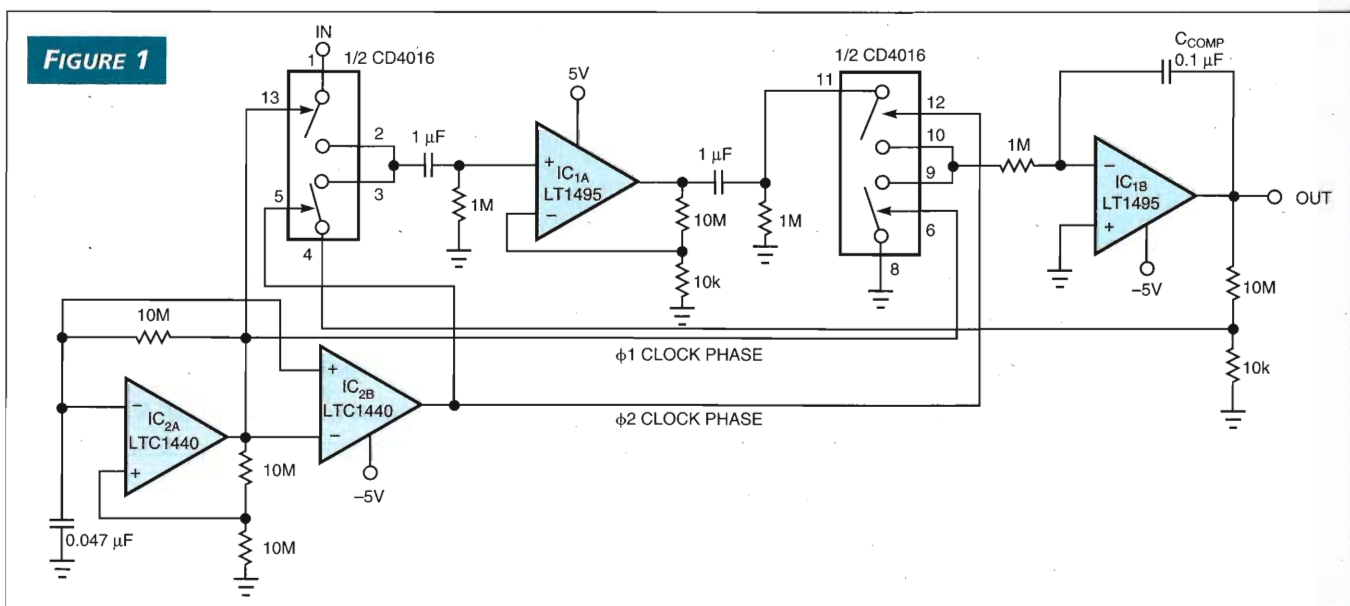 FIGURE 1
IN
1
1/2 CD4016
13
2
3
5
4
1 µF
1M
5V
+
IC1A
LT1495
−
10M
10k
1 µF
1M
1/2 CD4016
11
12
10
9
6
8
1M
CCOMP
0.1 µF
−
IC1B
LT1495
+
−5V
OUT
10M
10k
10M
ϕ1 CLOCK PHASE
−
IC2A
LTC1440
+
+
IC2B
LTC1440
−
−5V
ϕ2 CLOCK PHASE
10M
10M
0.047 µF